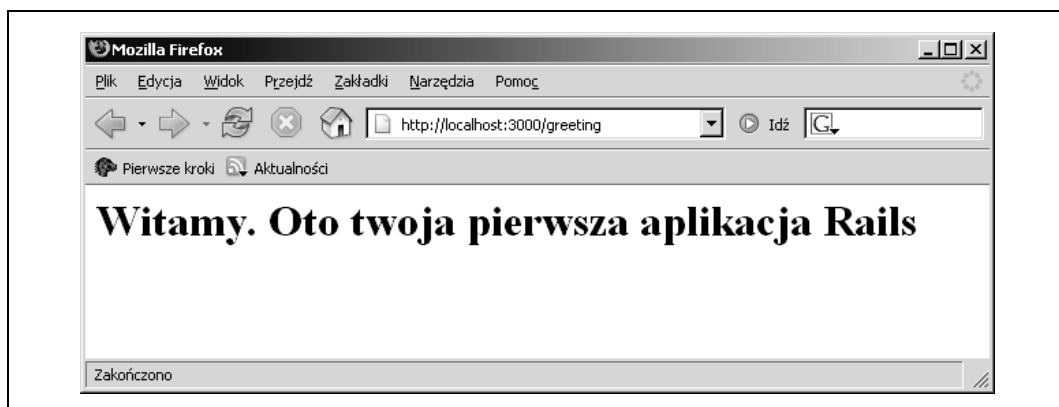 Mozilla Firefox
Plik Edycja Widok Przejdź Zakładki Narzędzia Pomoc
http://localhost:3000/greeting Idź G
Pierwsze kroki Aktualności
Witamy. Oto twoja pierwsza aplikacja Rails
Zakończono